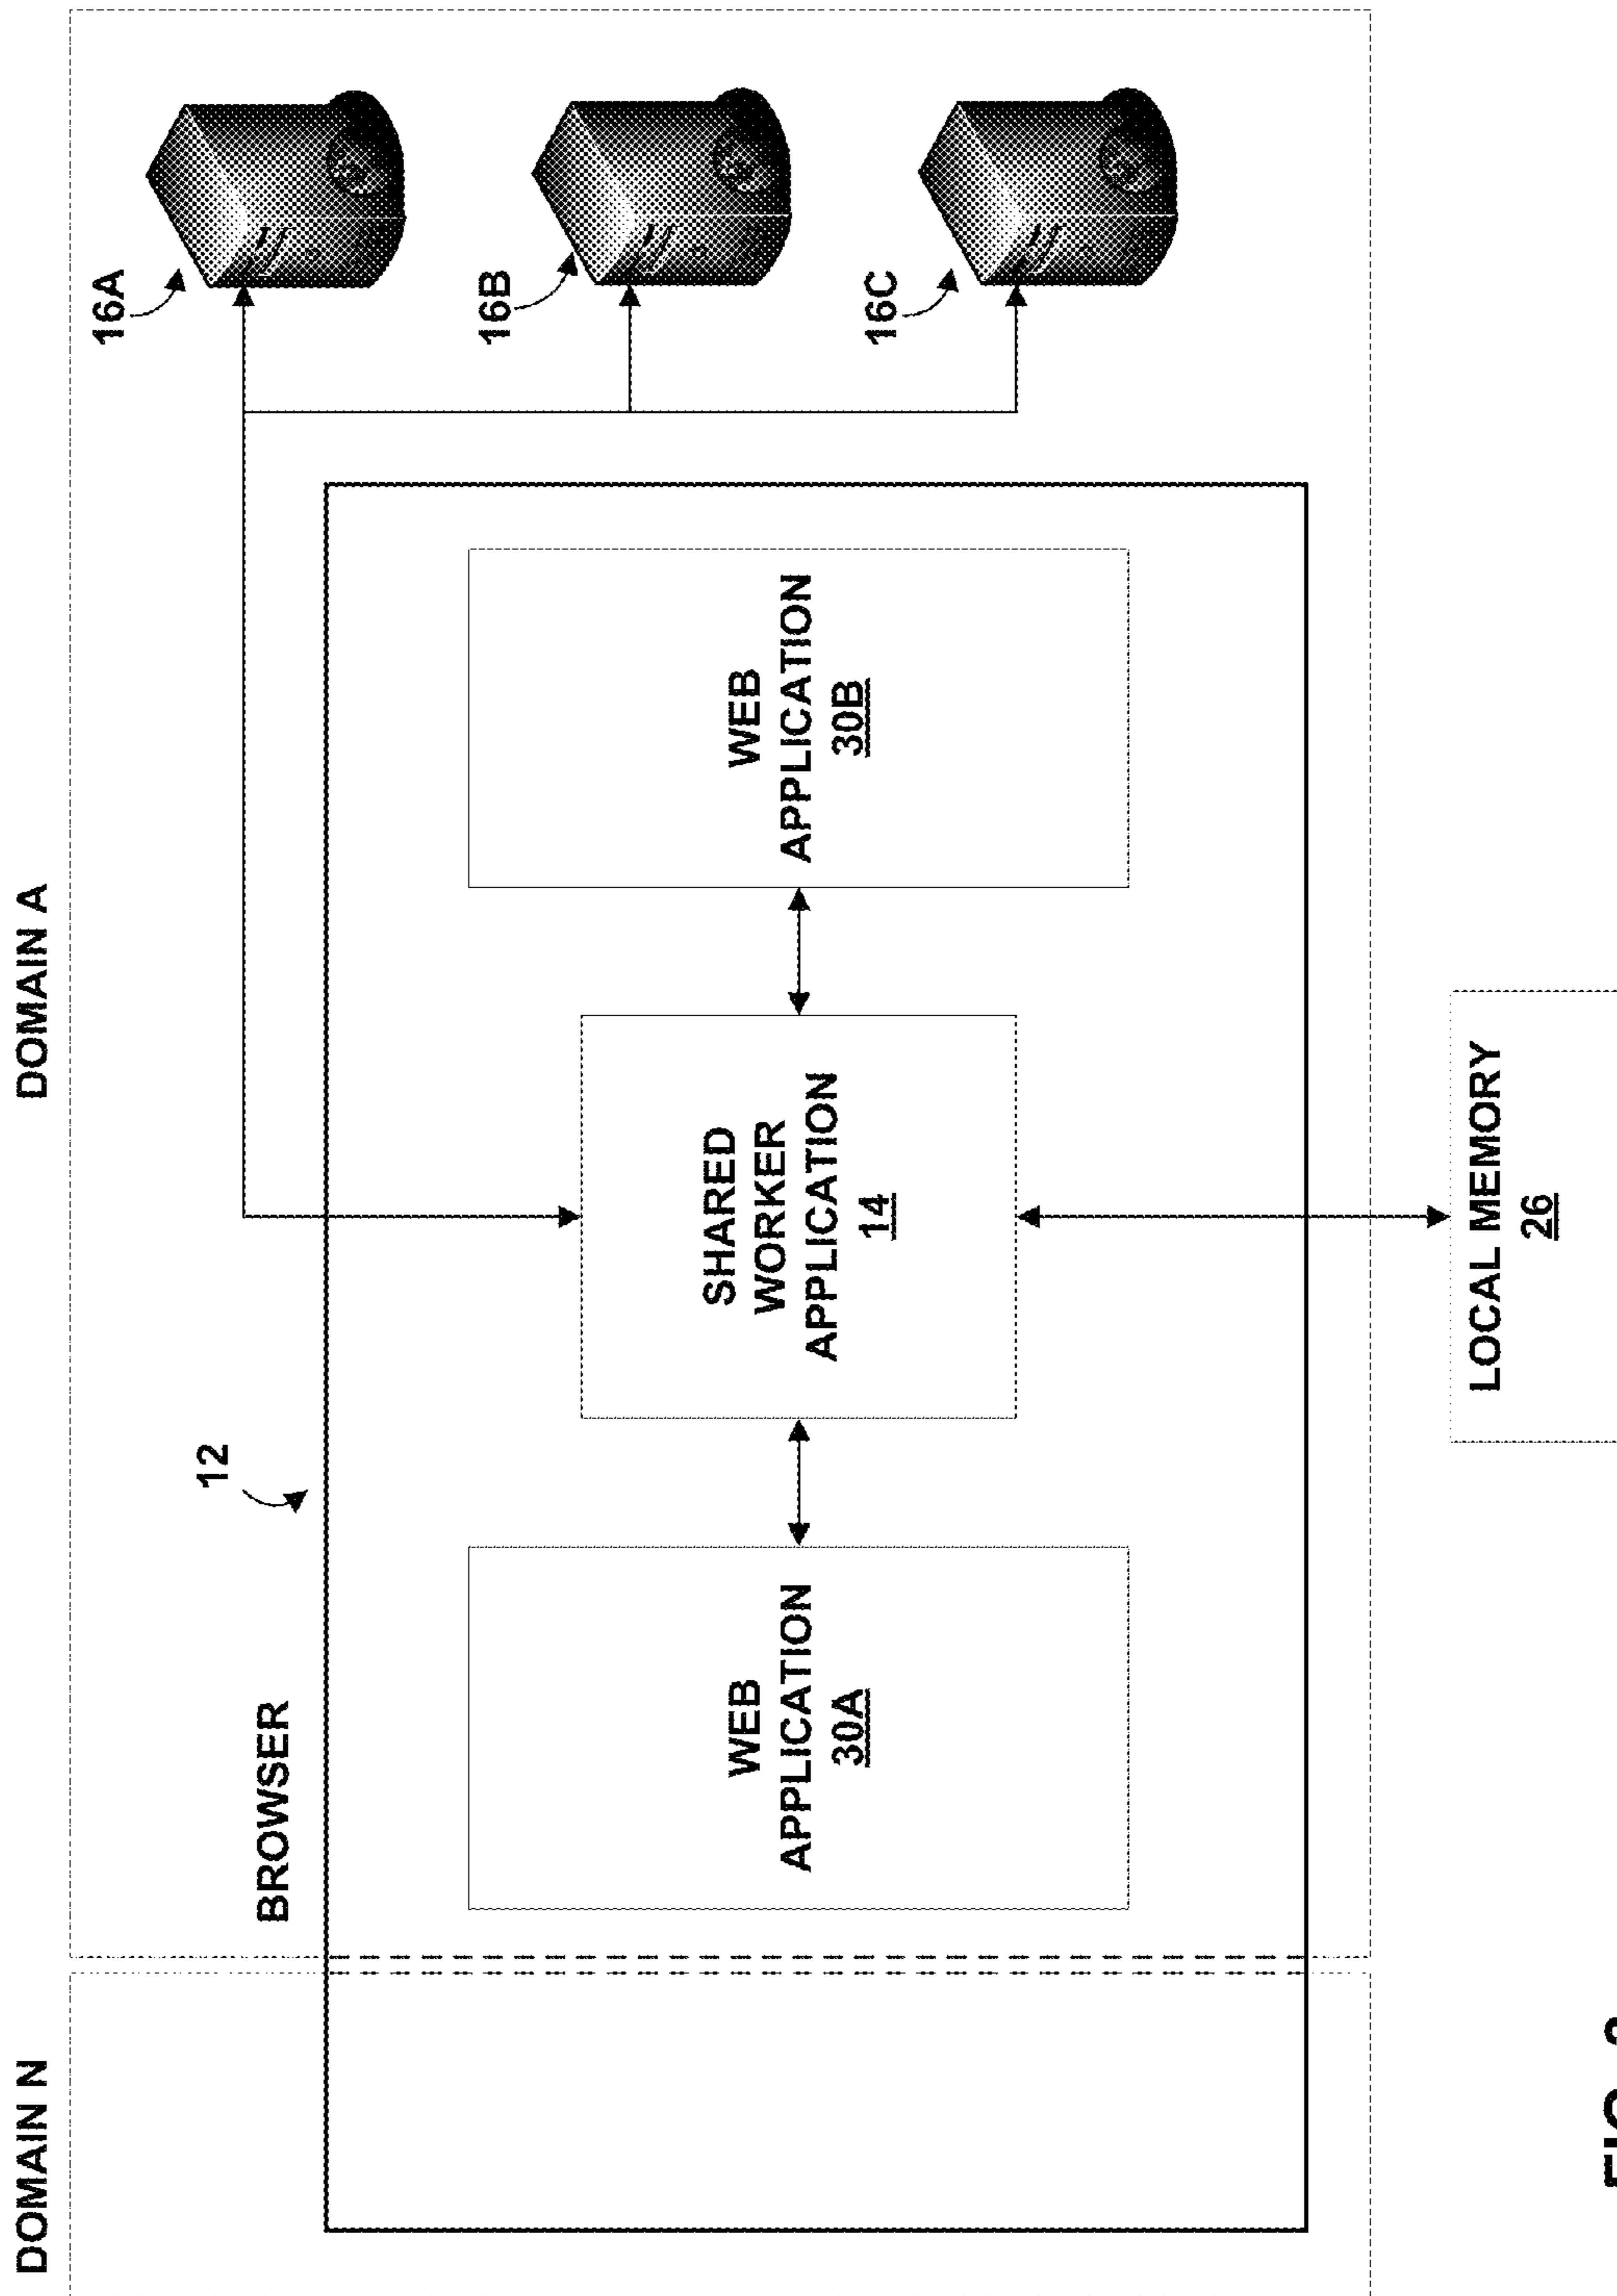 DOMAIN N
DOMAIN A
16A
12
BROWSER
16B
WEB
APPLICATION
30A
SHARED
WORKER
APPLICATION
14
WEB
APPLICATION
30B
16C
LOCAL MEMORY
26
FIG.